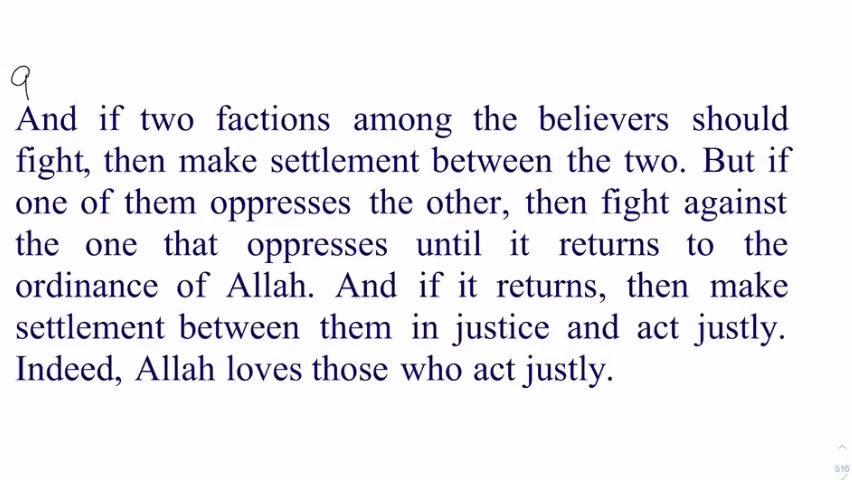 9
And if two factions among the believers should
fight, then make settlement between the two. But if
one of them oppresses the other, then fight against
the one that oppresses until it returns to the
ordinance of Allah. And if it returns, then make
settlement between them in justice and act justly.
Indeed, Allah loves those who act justly.
516